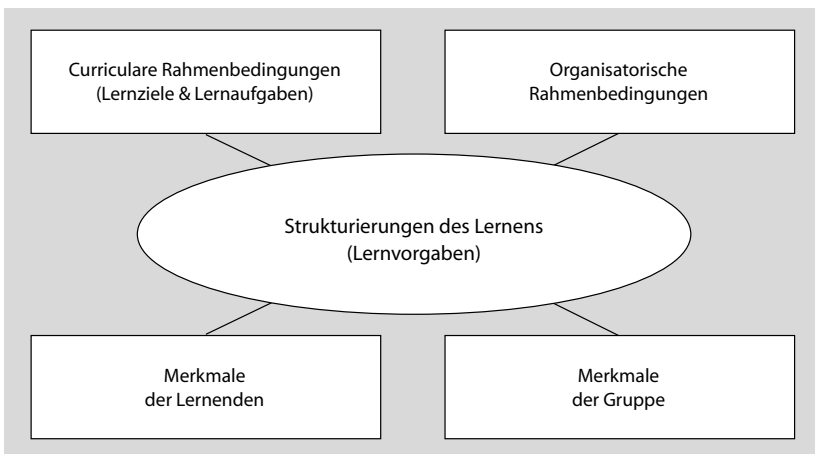 Curriculare Rahmenbedingungen
(Lernziele & Lernaufgaben)
Organisatorische
Rahmenbedingungen
Strukturierungen des Lernens
(Lernvorgaben)
Merkmale
der Lernenden
Merkmale
der Gruppe